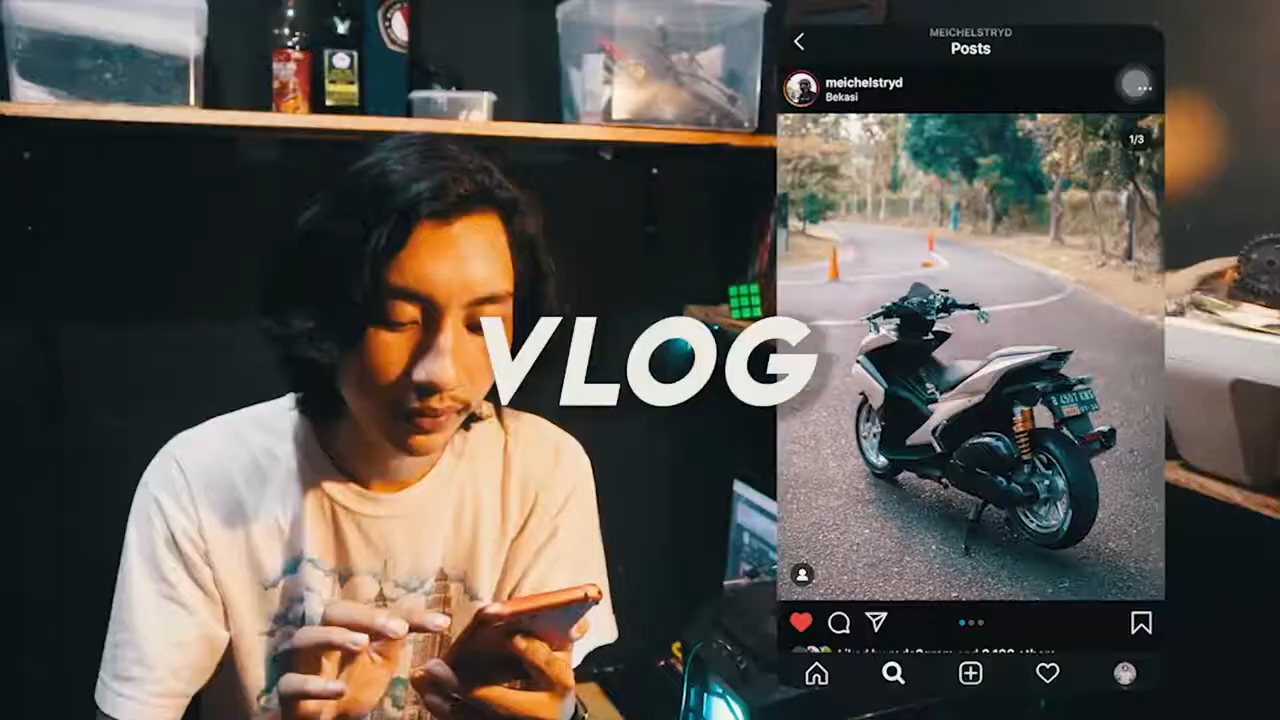 MEICHELSTRYD
Posts
meichelstryd
Bekasi
1/3
VLOG